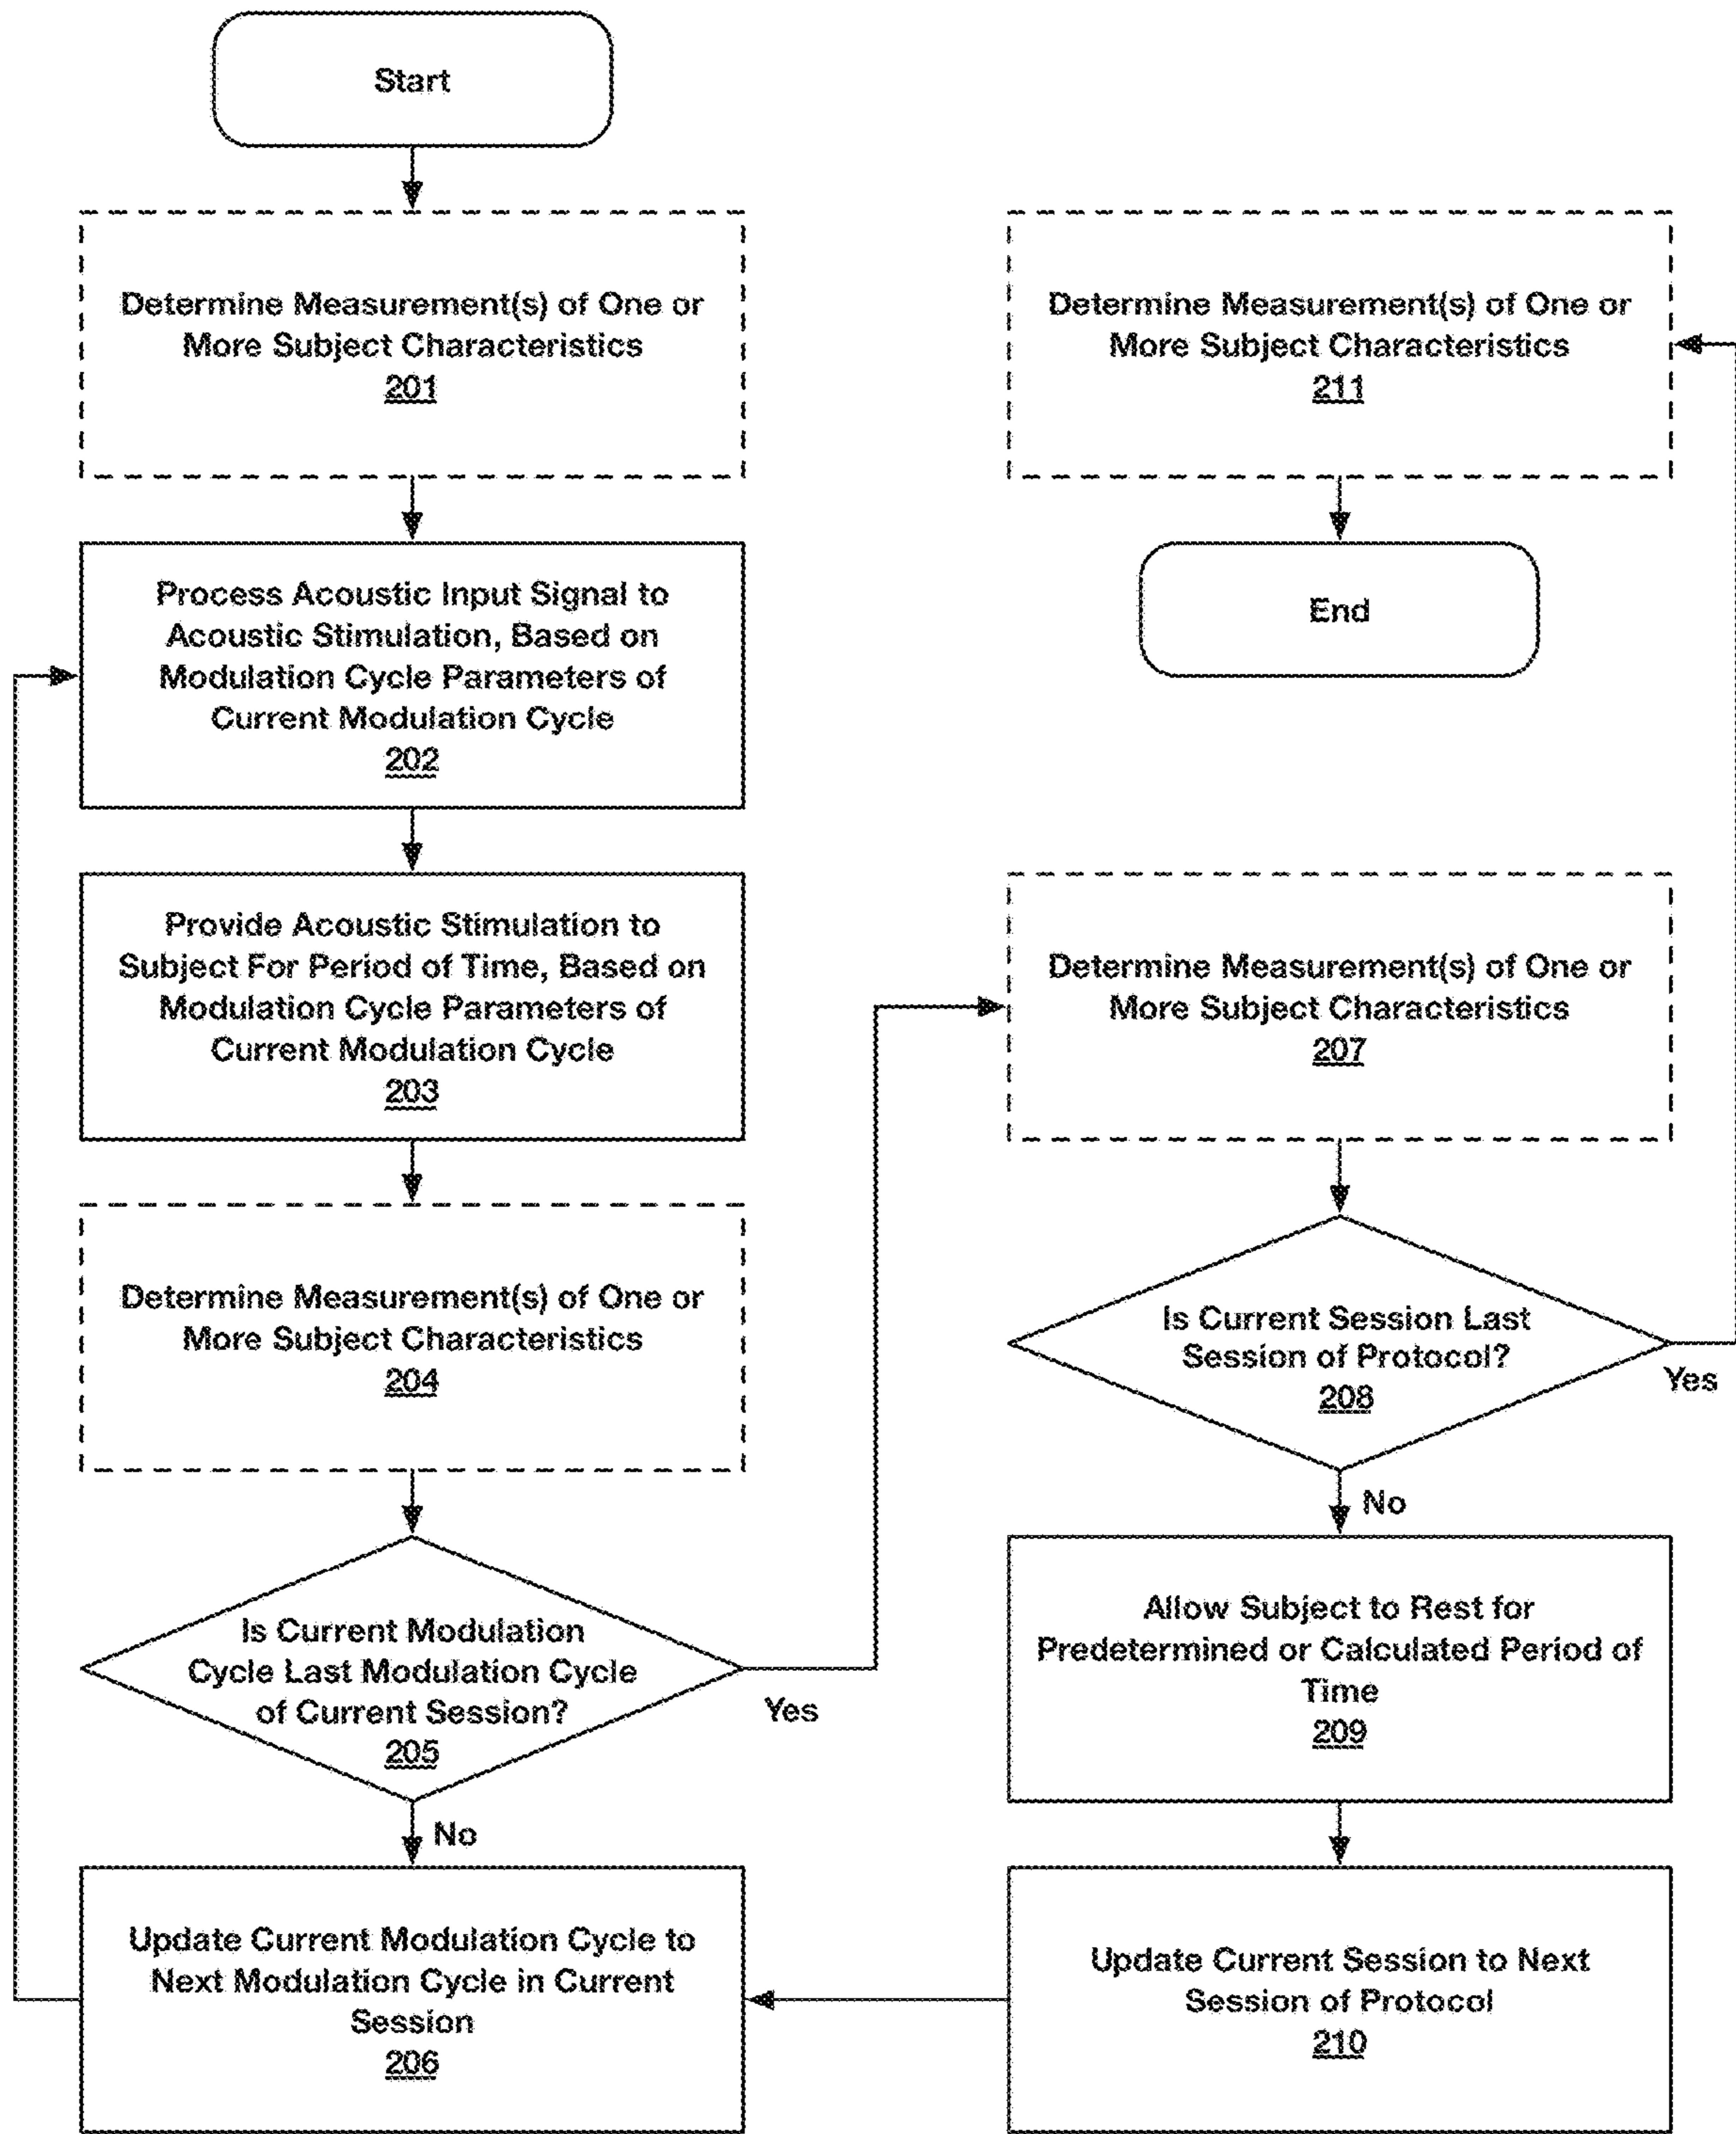 Start
Determine Measurement(s) of One or
More Subject Characteristics
201
Process Acoustic Input Signal to
Acoustic Stimulation, Based on
Modulation Cycle Parameters of
Current Modulation Cycle
202
Provide Acoustic Stimulation to
Subject For Period of Time, Based on
Modulation Cycle Parameters of
Current Modulation Cycle
203
Determine Measurement(s) of One or
More Subject Characteristics
204
Is Current Modulation
Cycle Last Modulation Cycle
of Current Session?
205
Yes
No
Update Current Modulation Cycle to
Next Modulation Cycle in Current
Session
206
Determine Measurement(s) of One or
More Subject Characteristics
211
End
Determine Measurement(s) of One or
More Subject Characteristics
207
Is Current Session Last
Session of Protocol?
208
Yes
No
Allow Subject to Rest for
Predetermined or Calculated Period of
Time
209
Update Current Session to Next
Session of Protocol
210